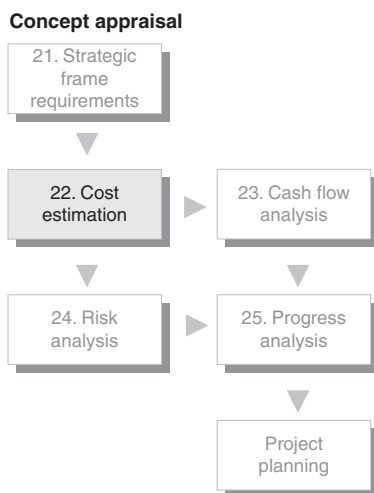 Concept appraisal
21. Strategic
frame
requirements
22. Cost
estimation
23. Cash flow
analysis
24. Risk
analysis
25. Progress
analysis
Project
planning